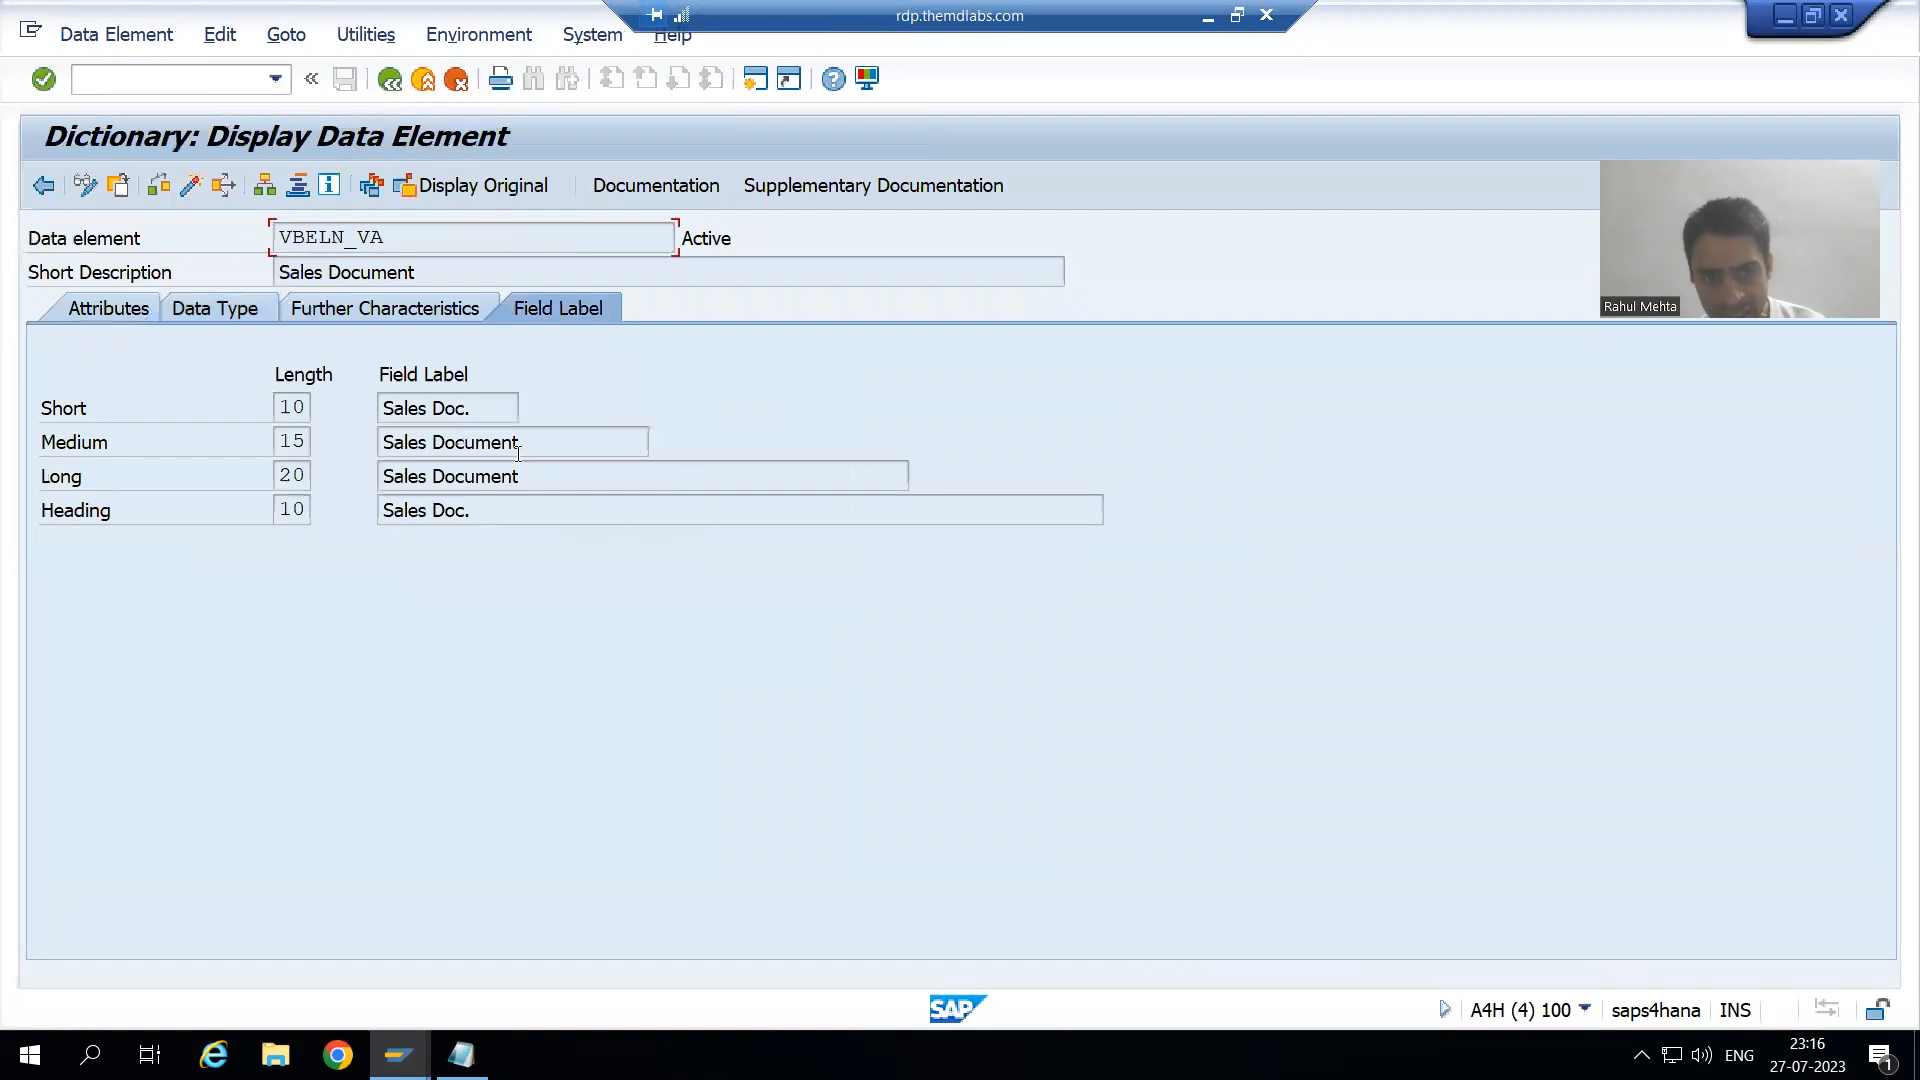 rdp.themdlabs.com
Data Element Edit Goto Utilities Environment System Help
Dictionary: Display Data Element
Display Original Documentation Supplementary Documentation
Data element VBELN_VA Active
Short Description Sales Document
Rahul Mehta
Attributes Data Type Further Characteristics Field Label
Length Field Label
Short 10 Sales Doc.
Medium 15 Sales Document
Long 20 Sales Document
Heading 10 Sales Doc.
SAP A4H (4) 100 saps4hana INS
ENG 23:16
27-07-2023 1